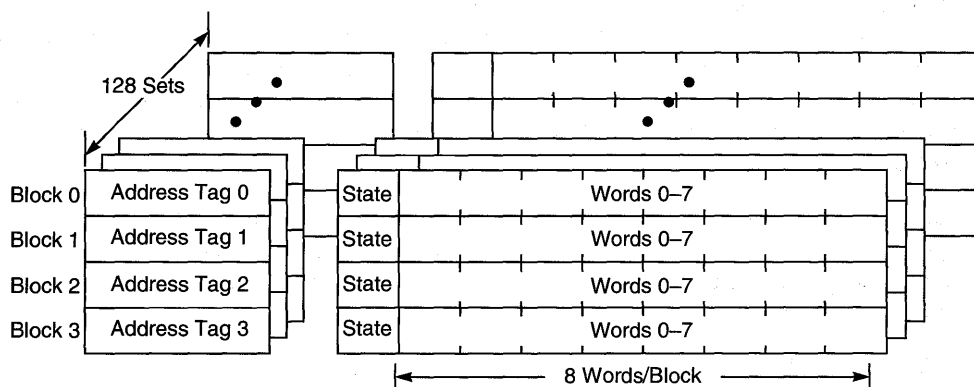 128 Sets
Block 0 Address Tag 0 State Words 0–7
Block 1 Address Tag 1 State Words 0–7
Block 2 Address Tag 2 State Words 0–7
Block 3 Address Tag 3 State Words 0–7
8 Words/Block